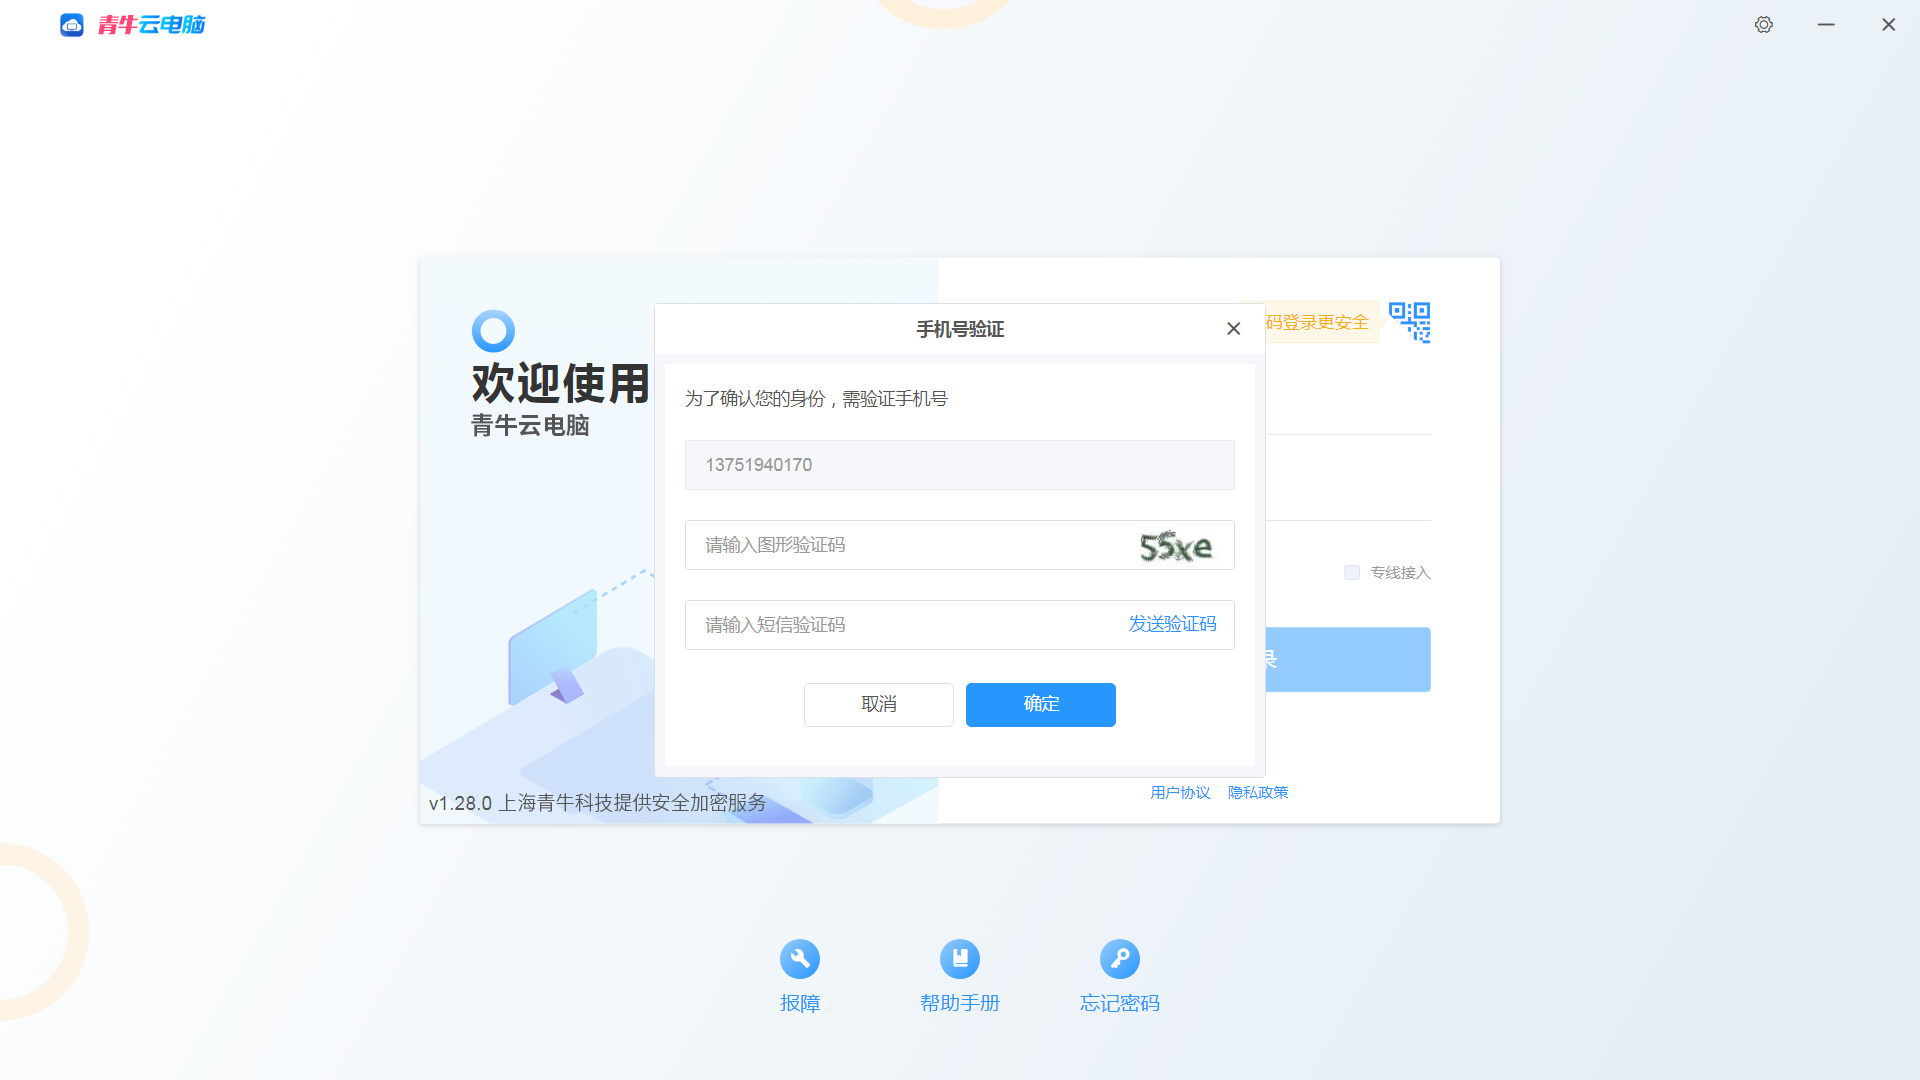 青牛云电脑
码登录更安全
手机号验证
欢迎使用
青牛云电脑
为了确认您的身份，需验证手机号
13751940170
请输入图形验证码
55xe
专线接入
请输入短信验证码 发送验证码
录
取消 确定
用户协议 隐私政策
v1.28.0 上海青牛科技提供安全加密服务
报障 帮助手册 忘记密码